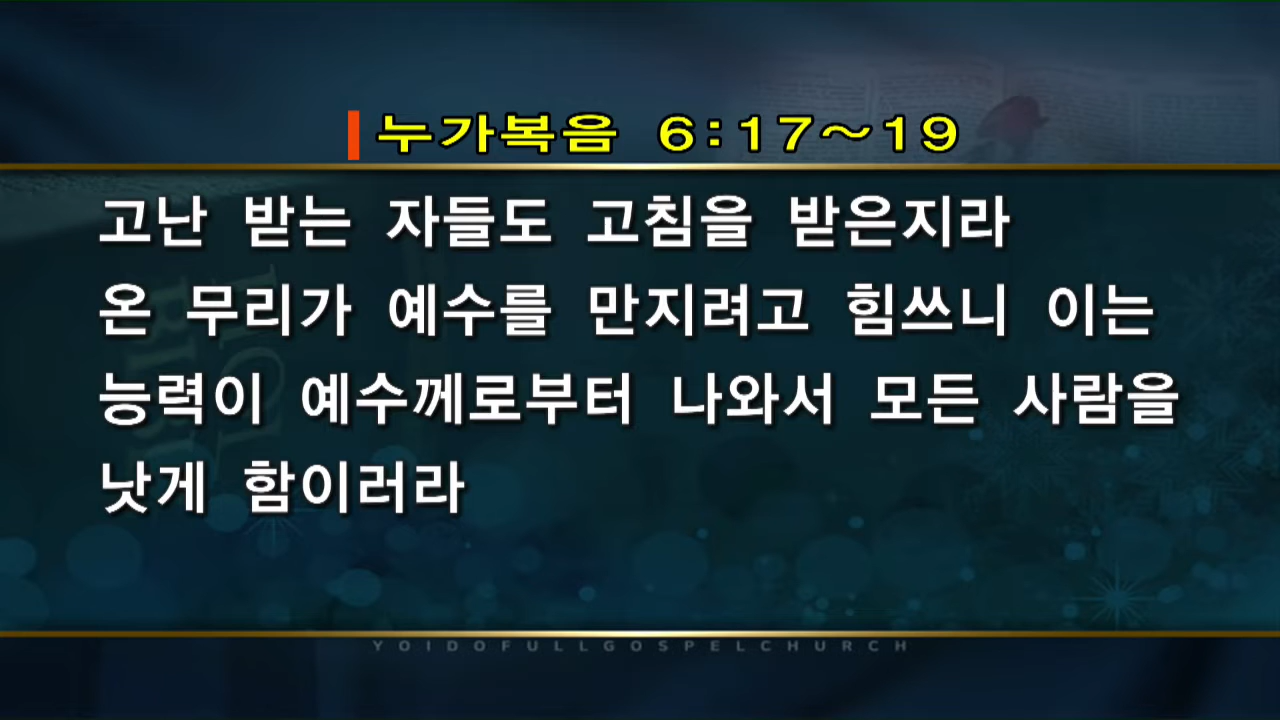 누가복음 6:17~19
고난 받는 자들도 고침을 받은지라
온 무리가 예수를 만지려고 힘쓰니 이는
능력이 예수께로부터 나와서 모든 사람을
낫게 함이러라
YOIDOFULLGOSPELCHURCH